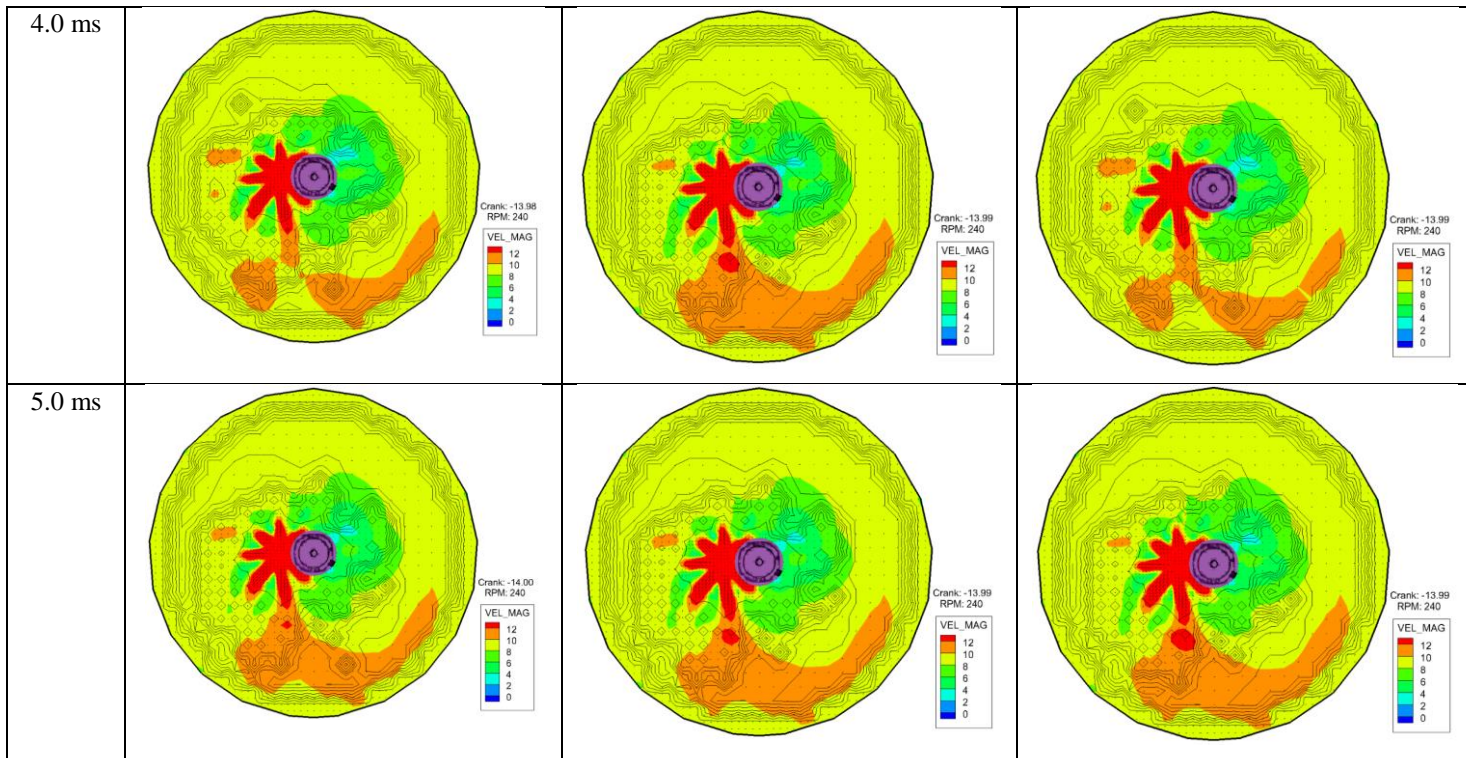 4.0 ms
Crank: -13.98
RPM: 240
VEL_MAG
12
10
8
6
4
2
0
Crank: -13.99
RPM: 240
VEL_MAG
12
10
8
6
4
2
0
Crank: -13.99
RPM: 240
VEL_MAG
12
10
8
6
4
2
0
5.0 ms
Crank: -14.00
RPM: 240
VEL_MAG
12
10
8
6
4
2
0
Crank: -13.99
RPM: 240
VEL_MAG
12
10
8
6
4
2
0
Crank: -13.99
RPM: 240
VEL_MAG
12
10
8
6
4
2
0